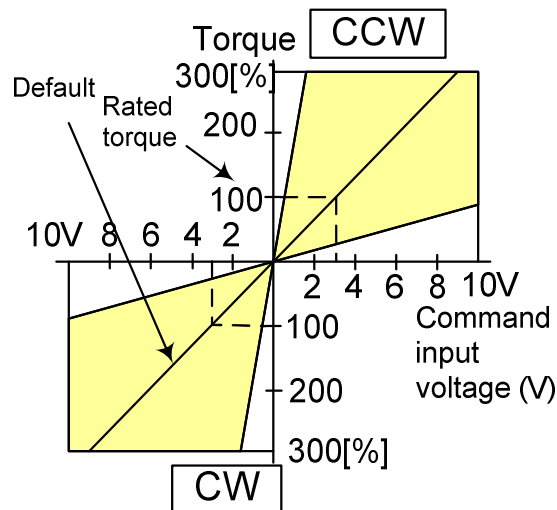 Torque CCW
300[%]
Default
Rated
torque
200
100
10V 8 6 4 2
2 4 6 8 10V
Command
input
voltage (V)
100
200
300[%]
CW